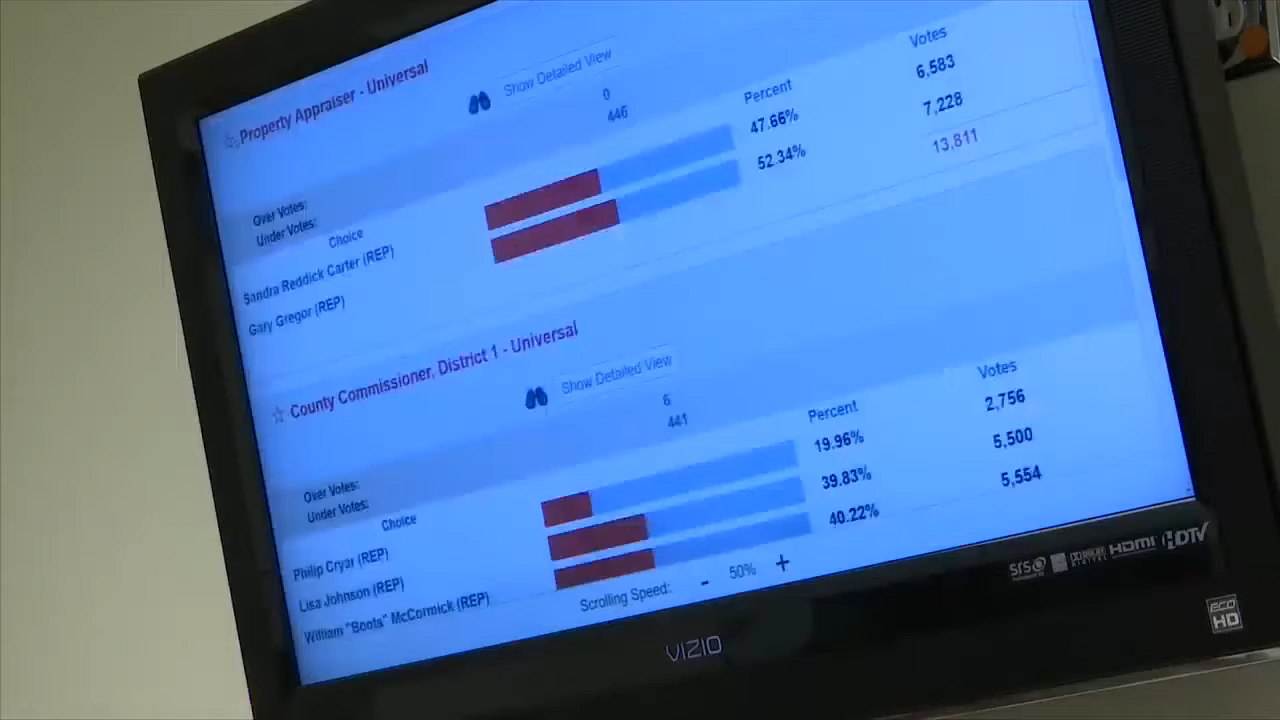 Property Appraiser - Universal
Show Detailed View
Over Votes: 0
Under Votes: 446
Choice Percent Votes
Sandra Reddick Carter (REP) 47.66% 6,583
Gary Gregor (REP) 52.34% 7,228
13,811
County Commissioner, District 1 - Universal
Show Detailed View
Over Votes: 6
Under Votes: 441
Choice Percent Votes
Philip Cryar (REP) 19.96% 2,756
Lisa Johnson (REP) 39.83% 5,500
William "Boots" McCormick (REP) 40.22% 5,554
Scrolling Speed: - 50% +
SRS DOLBY DIGITAL HDMI HDTV
VIZIO
ECO HD